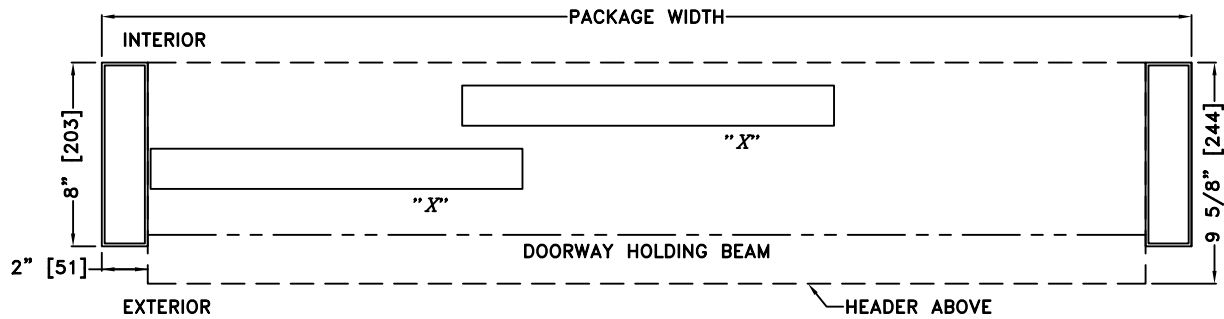 PACKAGE WIDTH
INTERIOR
8" [203]
9 5/8" [244]
"X"
"X"
DOORWAY HOLDING BEAM
2" [51]
EXTERIOR
HEADER ABOVE